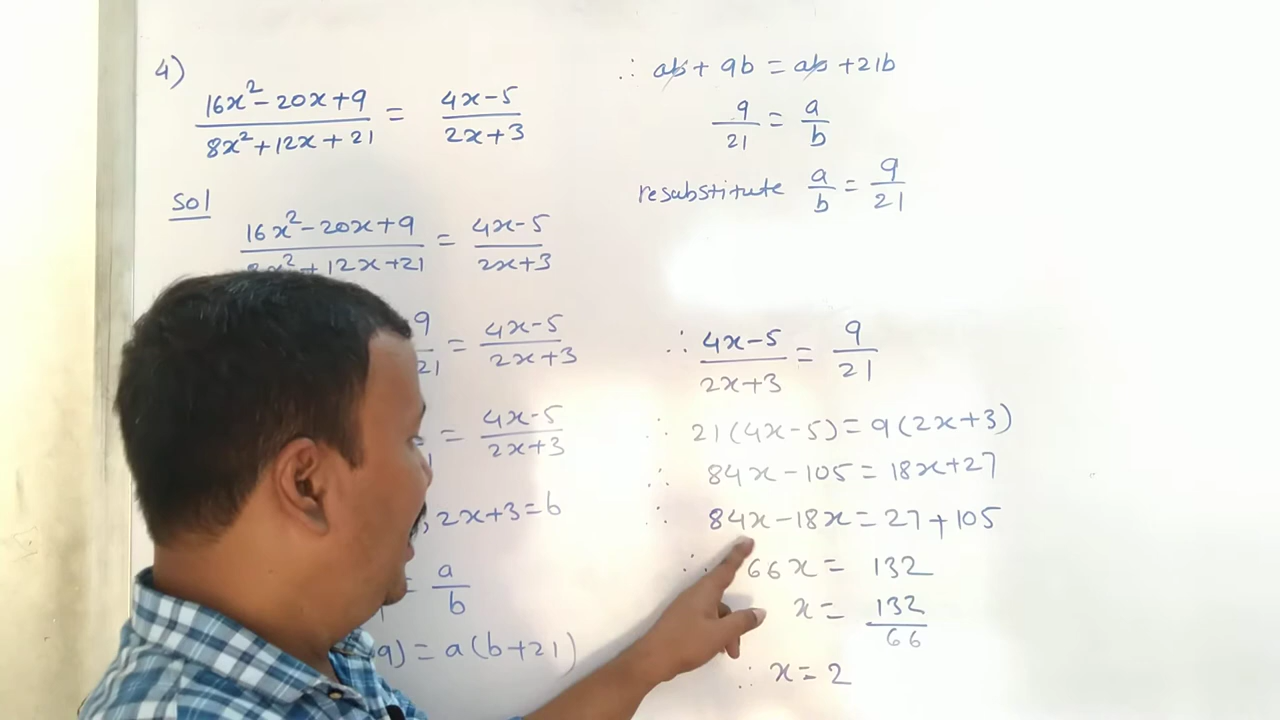 4)
16x² - 20x + 9 / 8x² + 12x + 21 = 4x - 5 / 2x + 3
Sol
16x² - 20x + 9 / 8x² + 12x + 21 = 4x - 5 / 2x + 3
9 / 21 = 4x - 5 / 2x + 3
= 4x - 5 / 2x + 3
, 2x + 3 = b
= a / b
9) = a(b + 21)
∴ ab + 9b = ab + 21b
9 / 21 = a / b
resubstitute a / b = 9 / 21
∴ 4x - 5 / 2x + 3 = 9 / 21
∴ 21(4x - 5) = 9(2x + 3)
∴ 84x - 105 = 18x + 27
∴ 84x - 18x = 27 + 105
∴ 66x = 132
x = 132 / 66
∴ x = 2